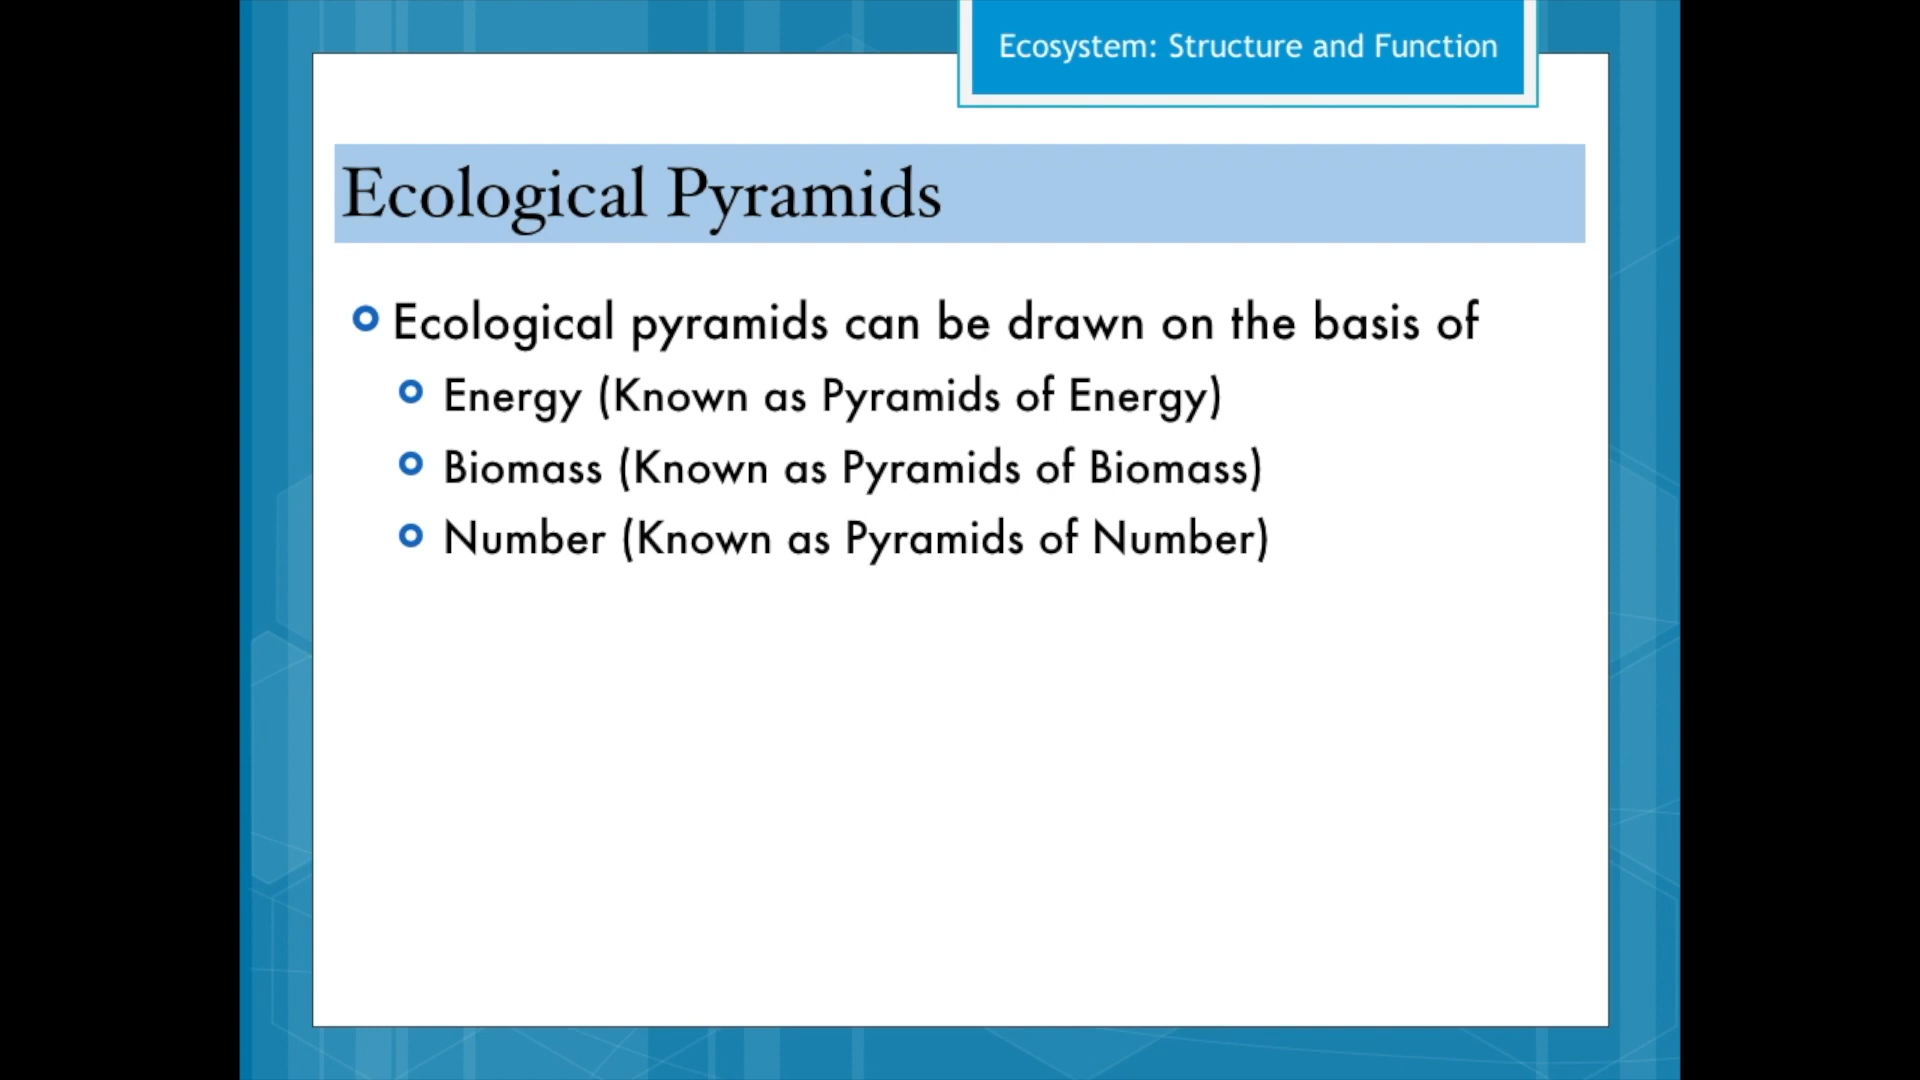 Ecosystem: Structure and Function
Ecological Pyramids
Ecological pyramids can be drawn on the basis of
Energy (Known as Pyramids of Energy)
Biomass (Known as Pyramids of Biomass)
Number (Known as Pyramids of Number)